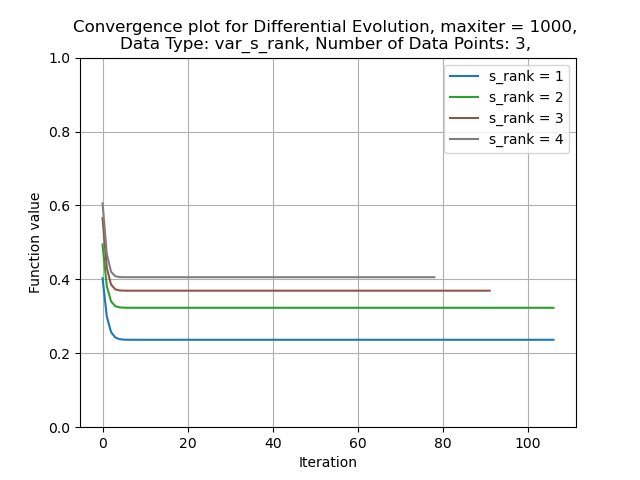 Convergence plot for Differential Evolution, maxiter = 1000,
Data Type: var_s_rank, Number of Data Points: 3,
s_rank = 1
s_rank = 2
s_rank = 3
s_rank = 4
Function value
1.0
0.8
0.6
0.4
0.2
0.0
0 20 40 60 80 100
Iteration